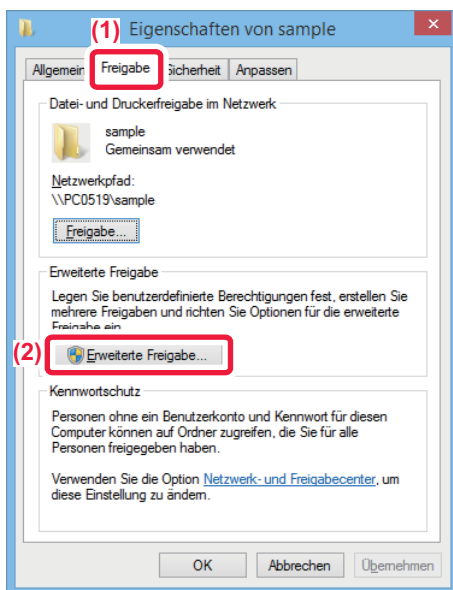 (1)
Eigenschaften von sample
Allgemein Freigabe Sicherheit Anpassen
Datei- und Druckerfreigabe im Netzwerk
sample
Gemeinsam verwendet
Netzwerkpfad:
\\PC0519\sample
Freigabe...
Erweiterte Freigabe
Legen Sie benutzerdefinierte Berechtigungen fest, erstellen Sie
mehrere Freigaben und richten Sie Optionen für die erweiterte
Freigabe ein.
(2) Erweiterte Freigabe...
Kennwortschutz
Personen ohne ein Benutzerkonto und Kennwort für diesen
Computer können auf Ordner zugreifen, die Sie für alle
Personen freigegeben haben.
Verwenden Sie die Option Netzwerk- und Freigabecenter, um
diese Einstellung zu ändern.
OK Abbrechen Übernehmen